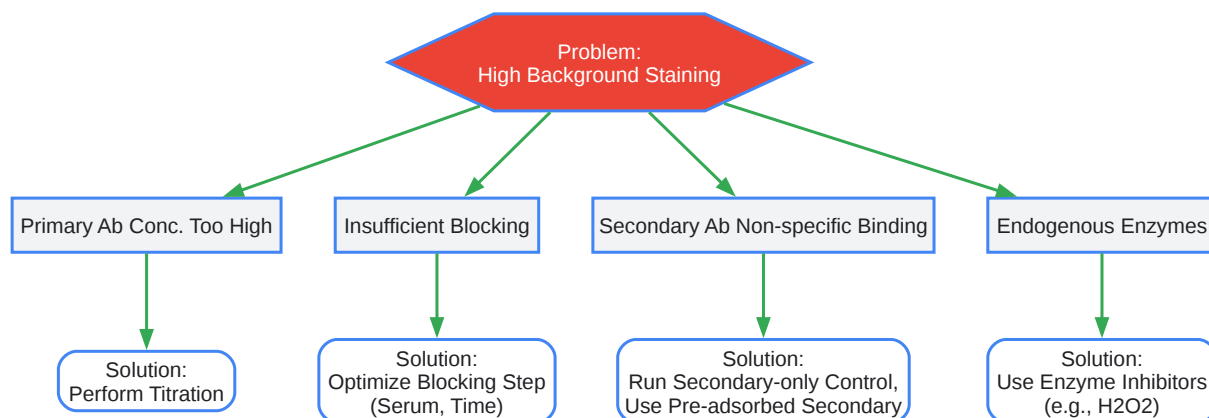 Problem:
High Background Staining
Primary Ab Conc. Too High
Insufficient Blocking
Secondary Ab Non-specific Binding
Endogenous Enzymes
Solution:
Perform Titration
Solution:
Optimize Blocking Step
(Serum, Time)
Solution:
Run Secondary-only Control,
Use Pre-adsorbed Secondary
Solution:
Use Enzyme Inhibitors
(e.g., H2O2)